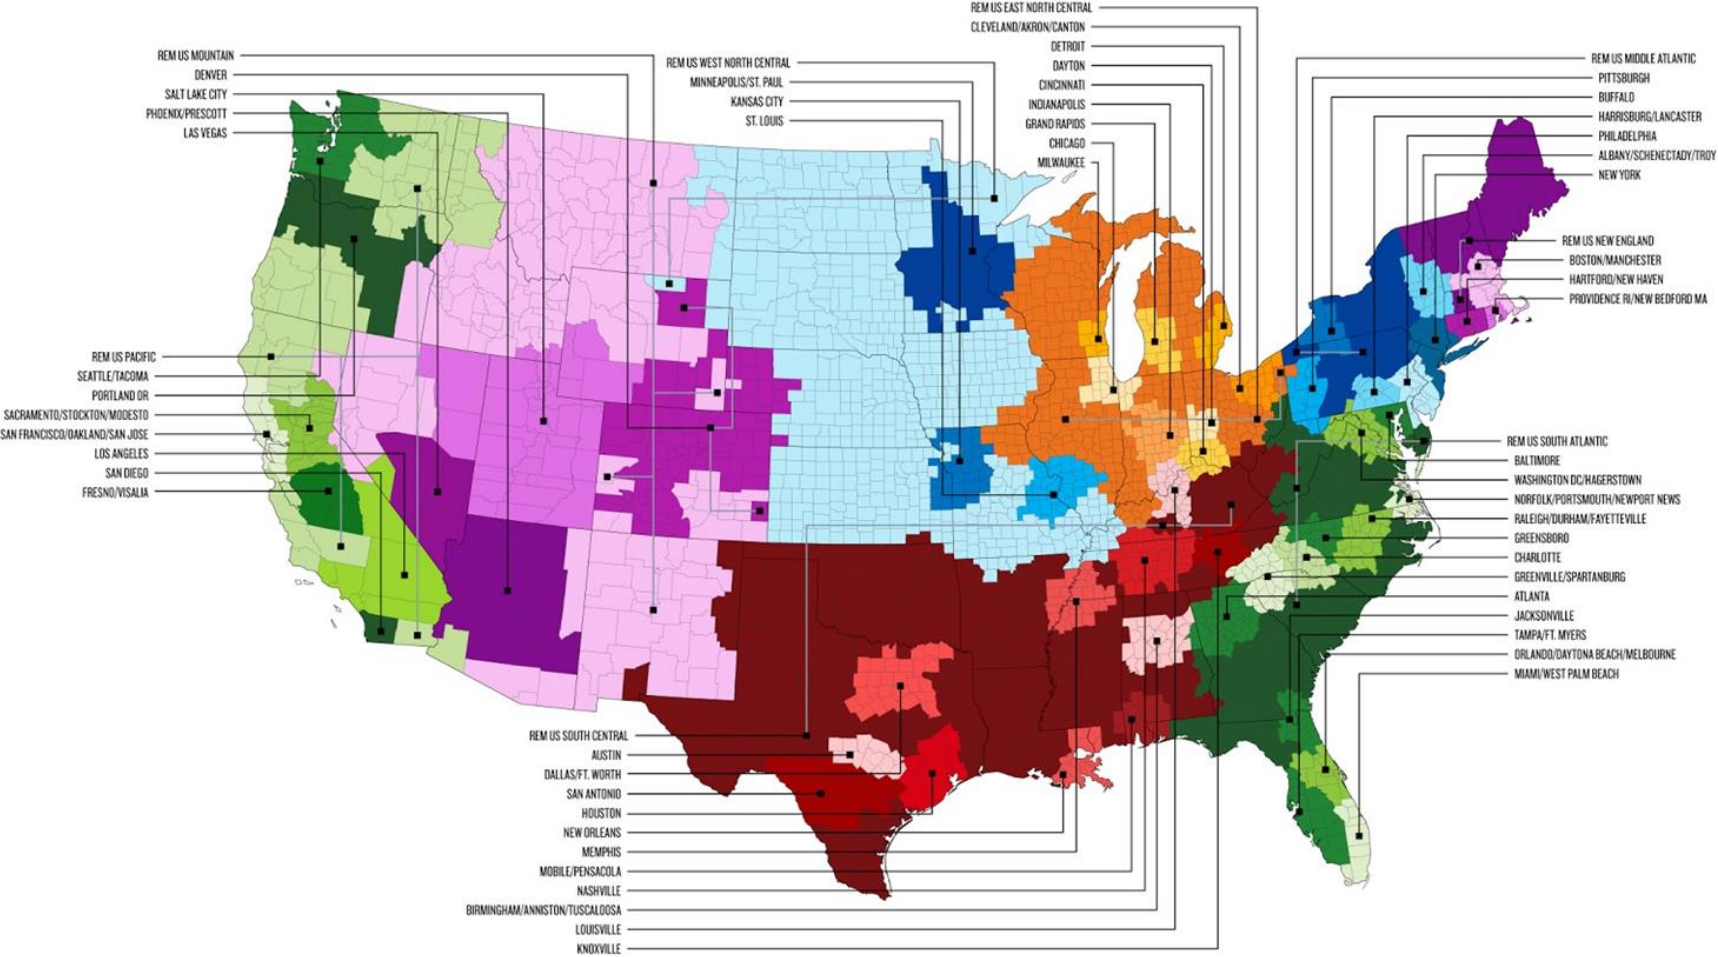 REM US MOUNTAIN
DENVER
SALT LAKE CITY
PHOENIX/PRESCOTT
LAS VEGAS
REM US WEST NORTH CENTRAL
MINNEAPOLIS/ST. PAUL
KANSAS CITY
ST. LOUIS
REM US EAST NORTH CENTRAL
CLEVELAND/AKRON/CANTON
DETROIT
DAYTON
CINCINNATI
INDIANAPOLIS
GRAND RAPIDS
CHICAGO
MILWAUKEE
REM US MIDDLE ATLANTIC
PITTSBURGH
BUFFALO
HARRISBURG/LANCASTER
PHILADELPHIA
ALBANY/SCHENECTADY/TROY
NEW YORK
REM US NEW ENGLAND
BOSTON/MANCHESTER
HARTFORD/NEW HAVEN
PROVIDENCE RI/NEW BEDFORD MA
REM US PACIFIC
SEATTLE/TACOMA
PORTLAND OR
SACRAMENTO/STOCKTON/MODESTO
SAN FRANCISCO/OAKLAND/SAN JOSE
LOS ANGELES
SAN DIEGO
FRESNO/VISALIA
REM US SOUTH ATLANTIC
BALTIMORE
WASHINGTON DC/HAGERSTOWN
NORFOLK/PORTSMOUTH/NEWPORT NEWS
RALEIGH/DURHAM/FAYETTEVILLE
GREENSBORO
CHARLOTTE
GREENVILLE/SPARTANBURG
ATLANTA
JACKSONVILLE
TAMPA/FT. MYERS
ORLANDO/DAYTONA BEACH/MELBOURNE
MIAMI/WEST PALM BEACH
REM US SOUTH CENTRAL
AUSTIN
DALLAS/FT. WORTH
SAN ANTONIO
HOUSTON
NEW ORLEANS
MEMPHIS
MOBILE/PENSACOLA
NASHVILLE
BIRMINGHAM/ANNISTON/TUSCALOOSA
LOUISVILLE
KNOXVILLE